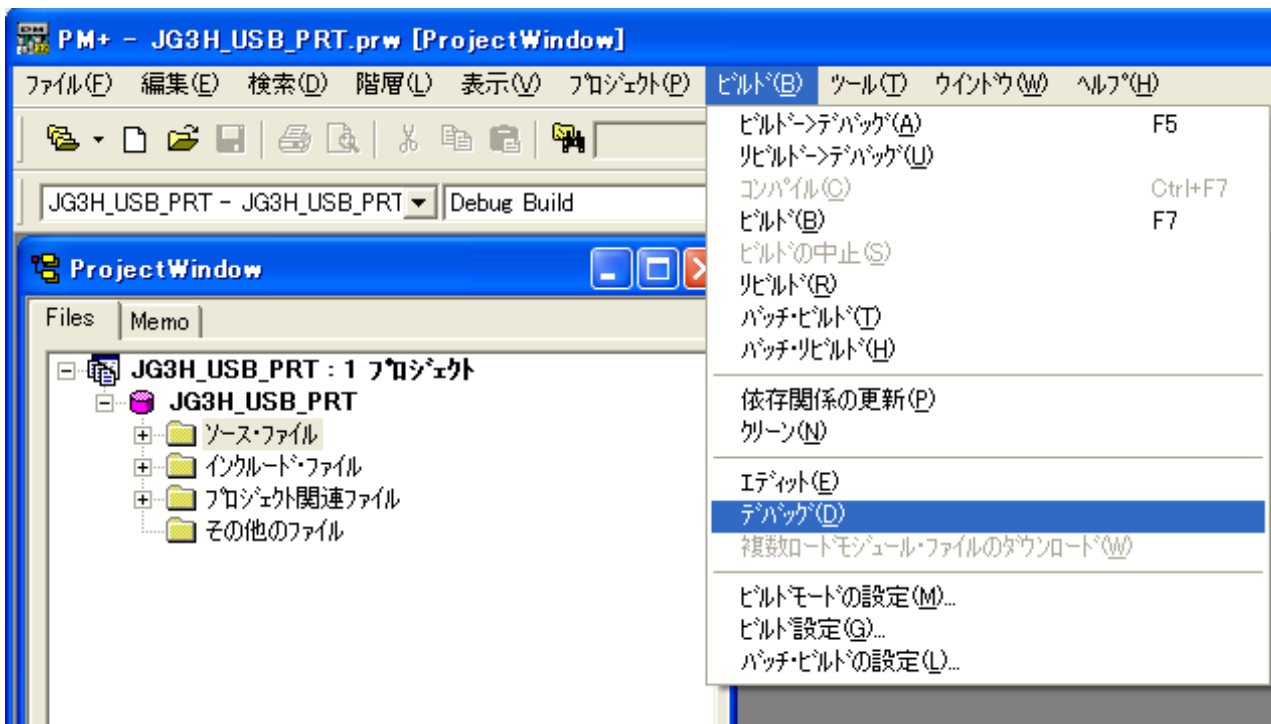 PM+ - JG3H_USB_PRT.prw [ProjectWindow]
ファイル(F) 編集(E) 検索(D) 階層(L) 表示(V) プロジェクト(P) ビルド(B) ツール(T) ウインドウ(W) ヘルプ(H)
JG3H_USB_PRT - JG3H_USB_PRT Debug Build
ProjectWindow
Files Memo
JG3H_USB_PRT : 1 プロジェクト
JG3H_USB_PRT
ソース・ファイル
インクルード・ファイル
プロジェクト関連ファイル
その他のファイル
ビルド->デバッグ(A) F5
リビルド->デバッグ(U)
コンパイル(C) Ctrl+F7
ビルド(B) F7
ビルドの中止(S)
リビルド(R)
バッチ・ビルド(T)
バッチ・リビルド(H)
依存関係の更新(P)
クリーン(N)
エディット(E)
デバッグ(D)
複数ロードモジュール・ファイルのダウンロード(W)
ビルドモードの設定(M)...
ビルド設定(G)...
バッチ・ビルドの設定(L)...